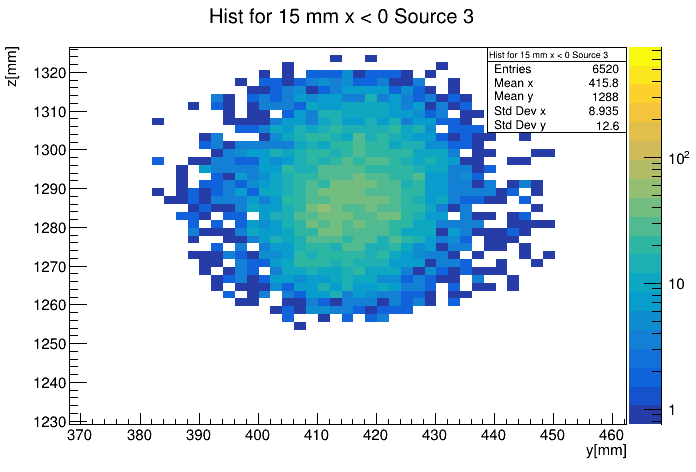 Hist for 15 mm x < 0 Source 3
z[mm]
1320
1310
1300
1290
1280
1270
1260
1250
1240
1230
370 380 390 400 410 420 430 440 450 460
y[mm]
Hist for 15 mm x < 0 Source 3
Entries 6520
Mean x 415.8
Mean y 1288
Std Dev x 8.935
Std Dev y 12.6
10²
10
1